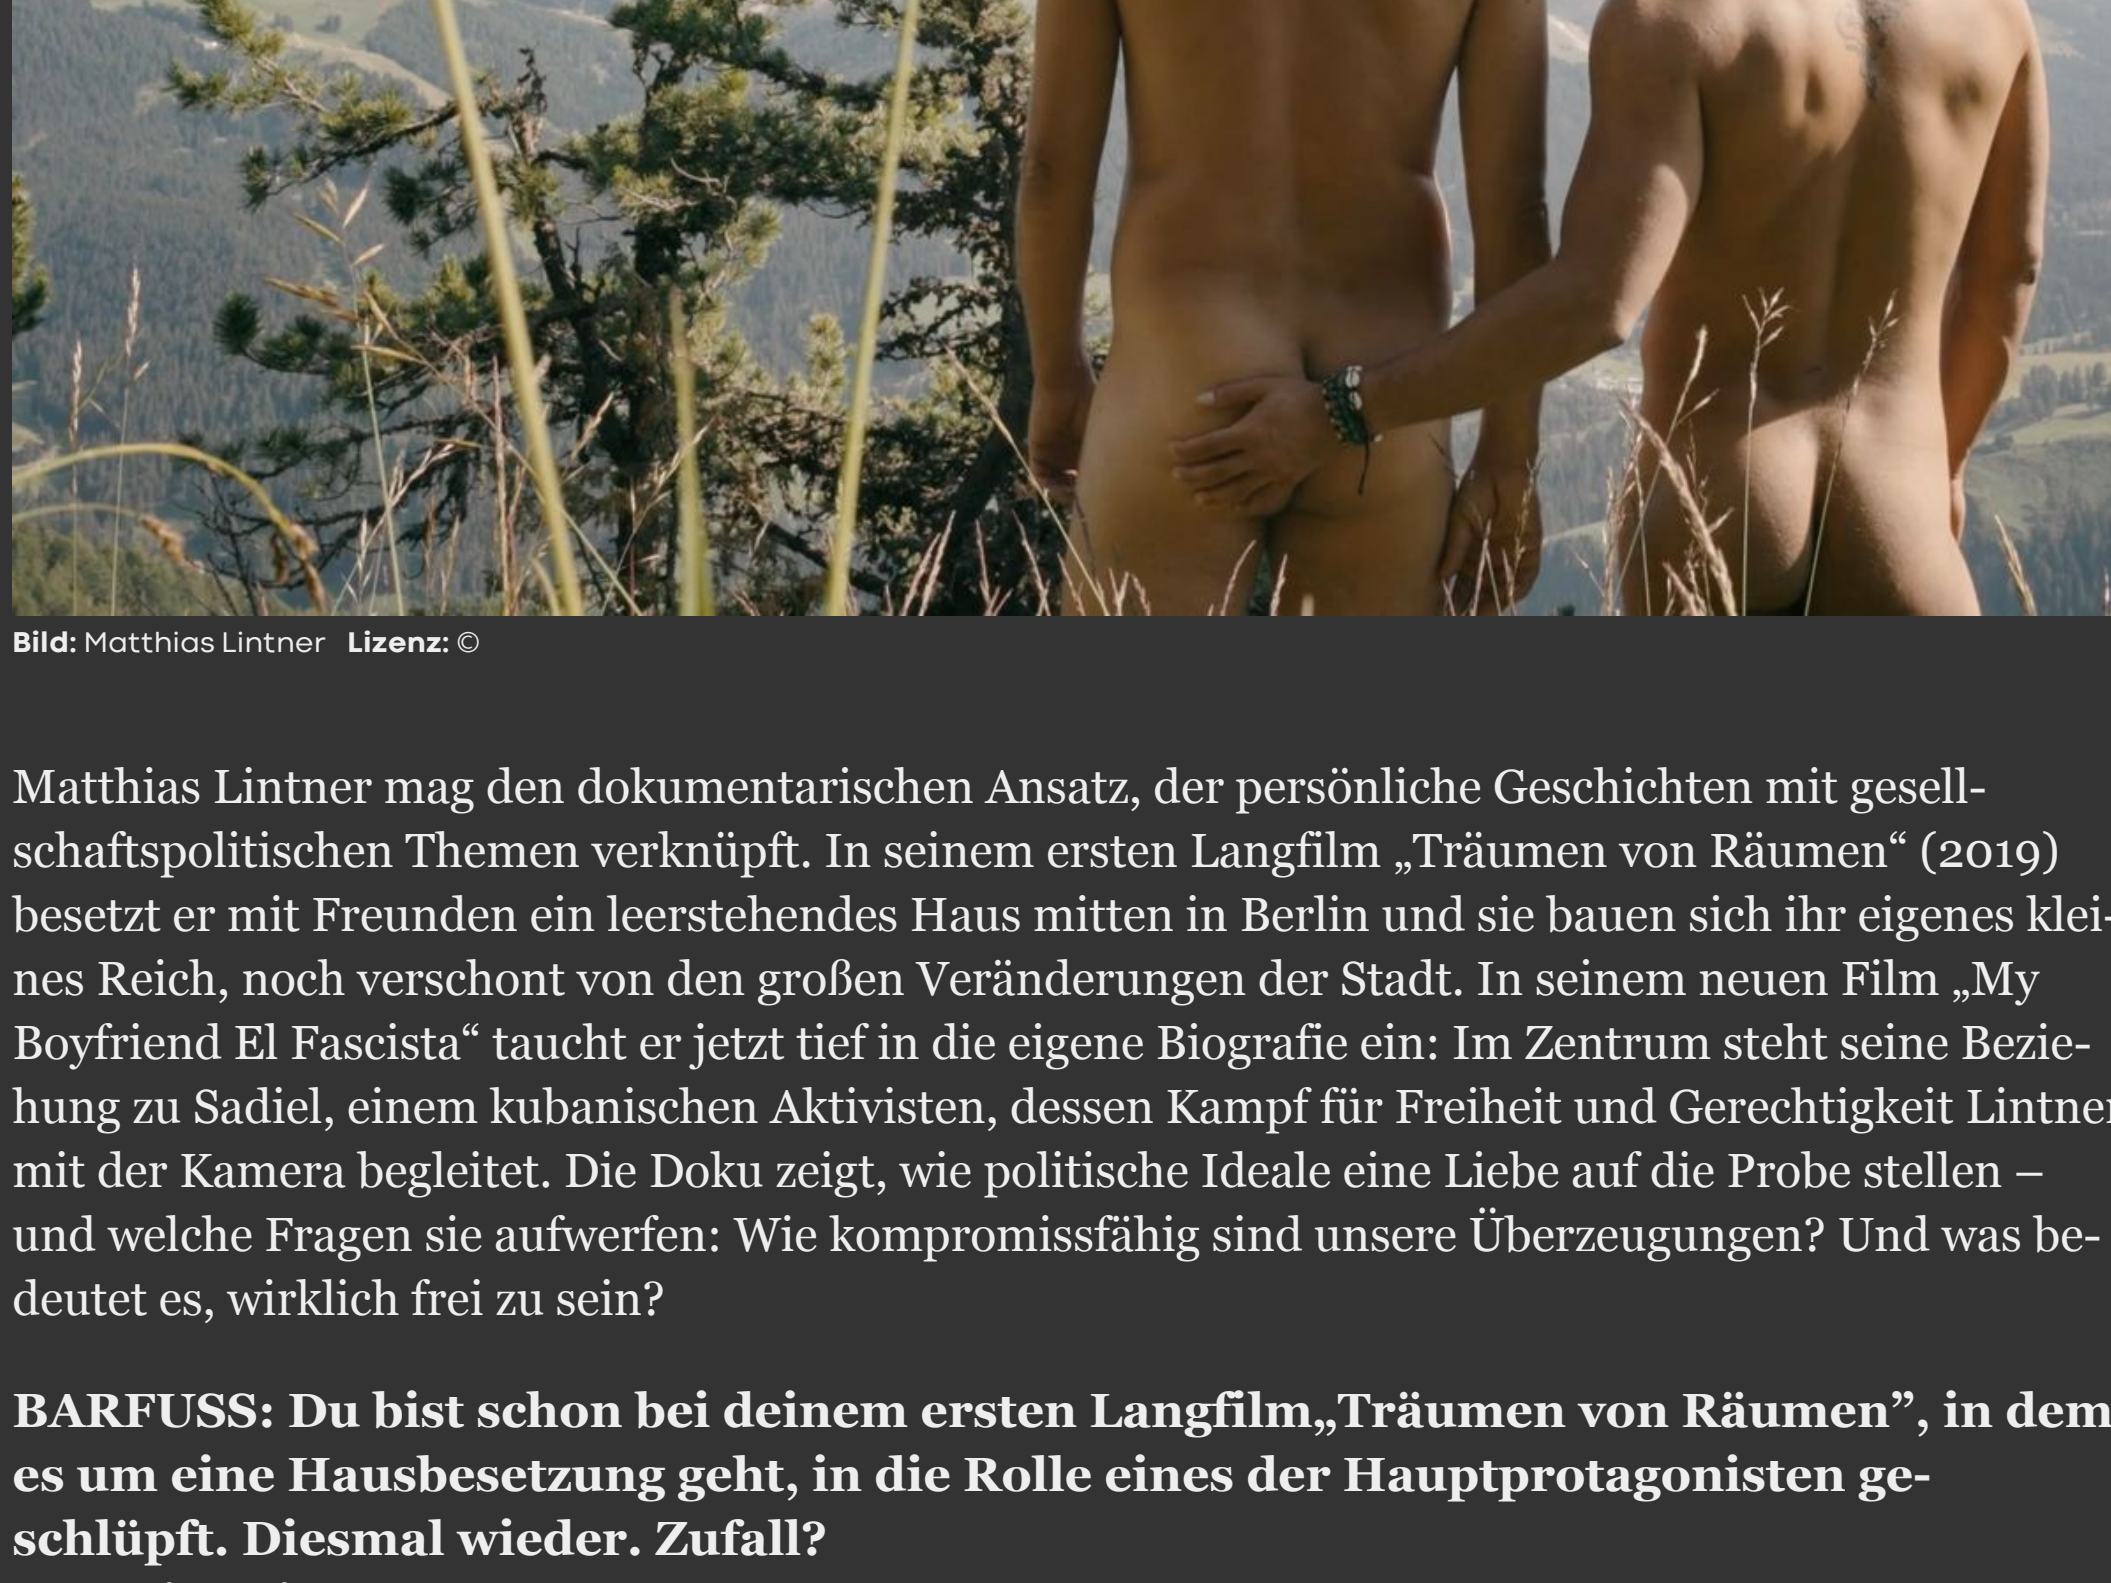 Bild: Matthias Lintner Lizenz: ©
Matthias Lintner mag den dokumentarischen Ansatz, der persönliche Geschichten mit gesell-
schaftspolitischen Themen verknüpft. In seinem ersten Langfilm „Träumen von Räumen“ (2019)
besetzt er mit Freunden ein leerstehendes Haus mitten in Berlin und sie bauen sich ihr eigenes klei-
nes Reich, noch verschont von den großen Veränderungen der Stadt. In seinem neuen Film „My
Boyfriend El Fascista“ taucht er jetzt tief in die eigene Biografie ein: Im Zentrum steht seine Bezie-
hung zu Sadiel, einem kubanischen Aktivisten, dessen Kampf für Freiheit und Gerechtigkeit Lintner
mit der Kamera begleitet. Die Doku zeigt, wie politische Ideale eine Liebe auf die Probe stellen –
und welche Fragen sie aufwerfen: Wie kompromissfähig sind unsere Überzeugungen? Und was be-
deutet es, wirklich frei zu sein?
BARFUSS: Du bist schon bei deinem ersten Langfilm„Träumen von Räumen”, in dem
es um eine Hausbesetzung geht, in die Rolle eines der Hauptprotagonisten ge-
schlüpft. Diesmal wieder. Zufall?